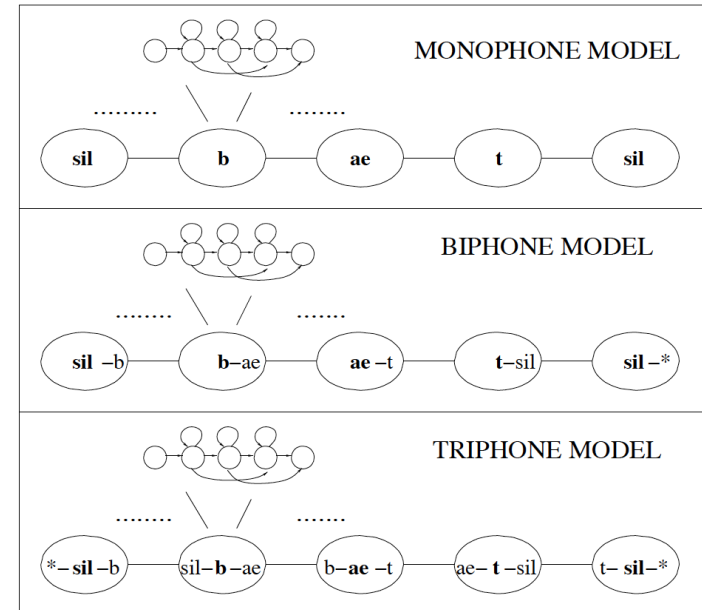 MONOPHONE MODEL
......... ........
sil b ae t sil
BIPHONE MODEL
........ .......
sil –b b–ae ae –t t–sil sil –*
TRIPHONE MODEL
........ .......
*– sil –b sil–b–ae b–ae –t ae– t –sil t– sil–*